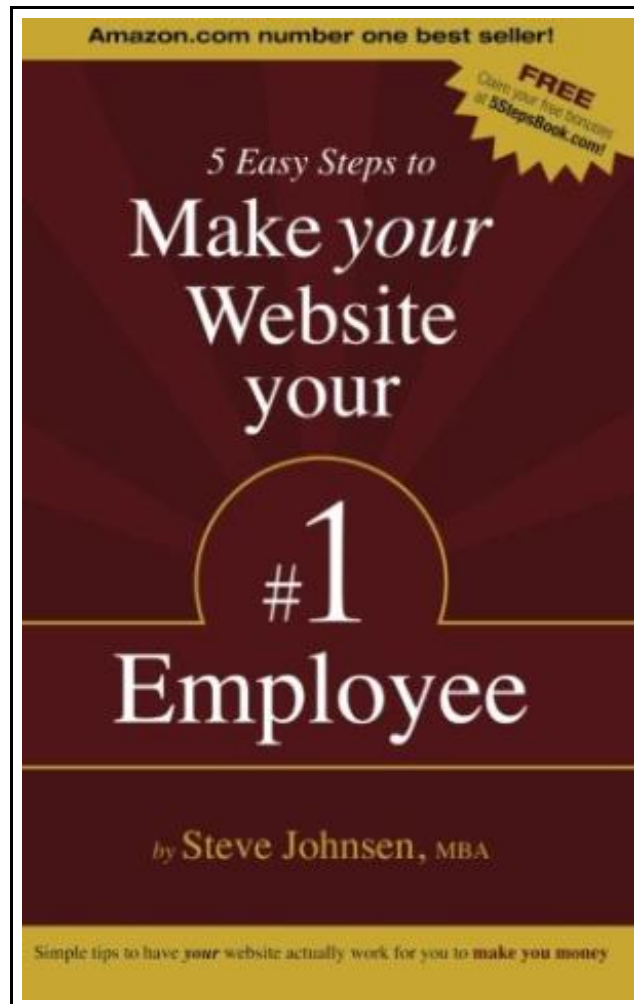 Amazon.com number one best seller!
FREE
Claim your free bonuses
at 5StepsBook.com!
5 Easy Steps to
Make your
Website
your
#1
Employee
by Steve Johnsen, MBA
Simple tips to have your website actually work for you to make you money